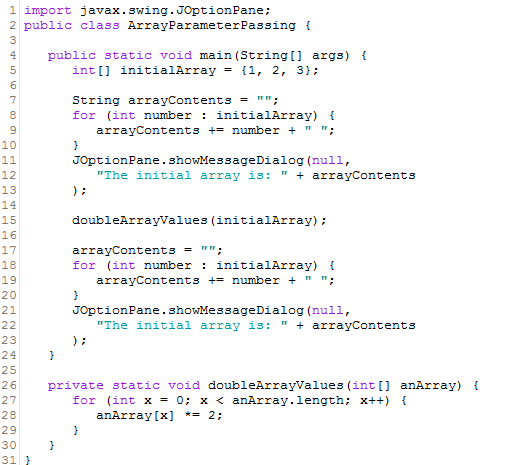 1 import javax.swing.JOptionPane;
2 public class ArrayParameterPassing {
3
4    public static void main(String[] args) {
5       int[] initialArray = {1, 2, 3};
6
7       String arrayContents = "";
8       for (int number : initialArray) {
9          arrayContents += number + " ";
10       }
11       JOptionPane.showMessageDialog(null,
12          "The initial array is: " + arrayContents
13       );
14
15       doubleArrayValues(initialArray);
16
17       arrayContents = "";
18       for (int number : initialArray) {
19          arrayContents += number + " ";
20       }
21       JOptionPane.showMessageDialog(null,
22          "The initial array is: " + arrayContents
23       );
24    }
25
26    private static void doubleArrayValues(int[] anArray) {
27       for (int x = 0; x < anArray.length; x++) {
28          anArray[x] *= 2;
29       }
30    }
31 }